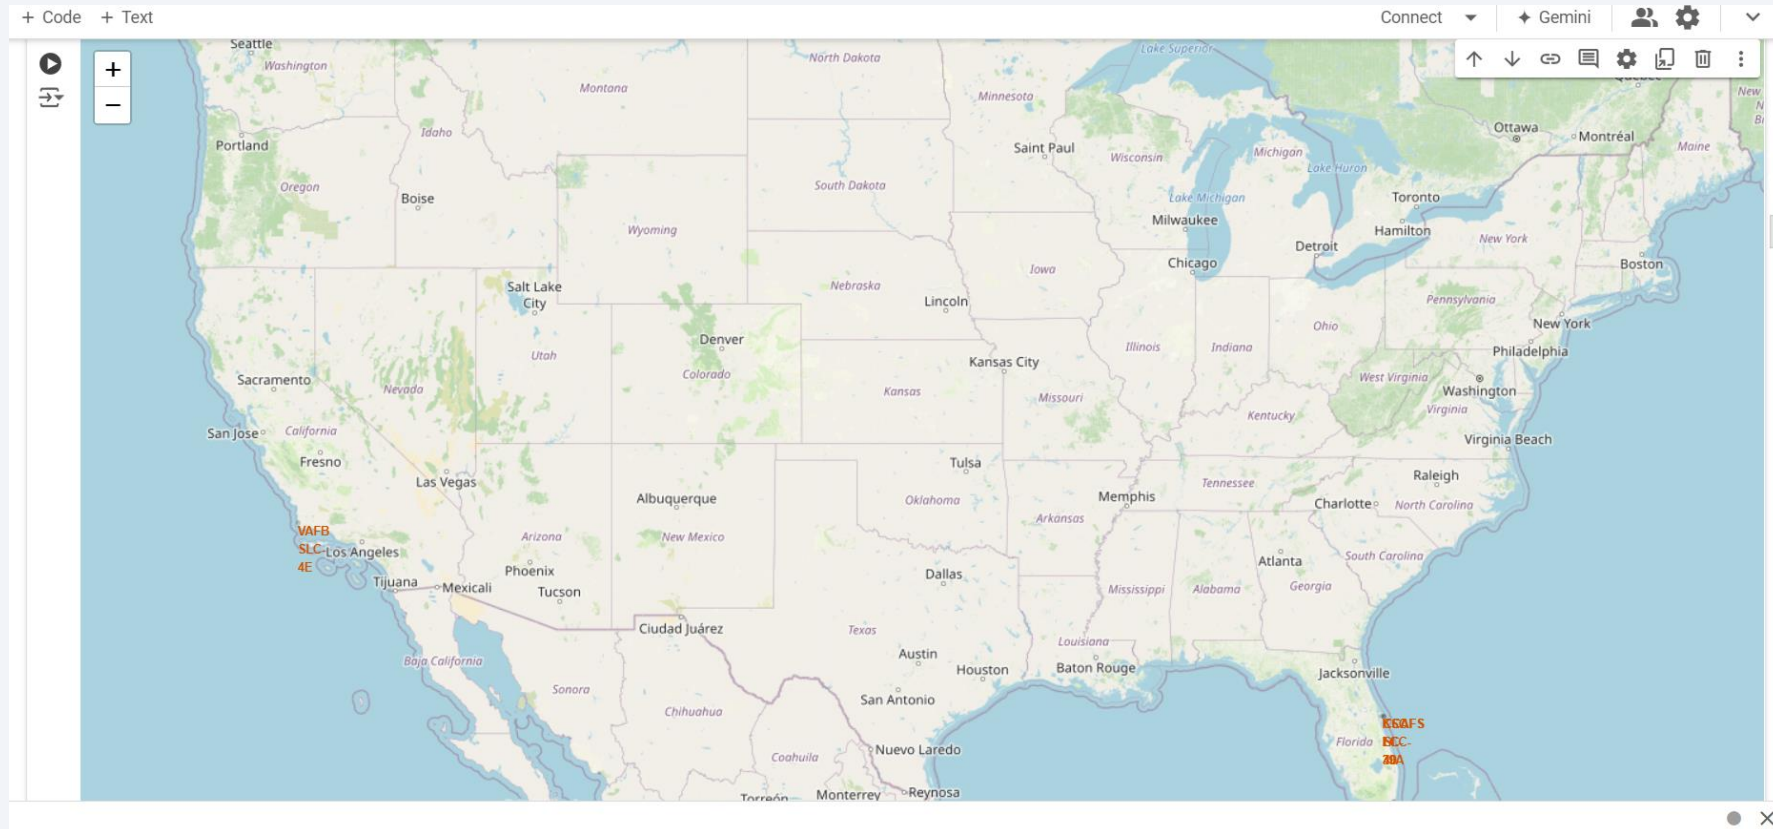 + Code + Text
Connect
Gemini
+
−
Seattle
Washington
Montana
North Dakota
Minnesota
Lake Superior
Ottawa
Montréal
Maine
New
Portland
Idaho
Oregon
Boise
Saint Paul
Wisconsin
Michigan
Lake Huron
South Dakota
Lake Michigan
Toronto
Milwaukee
Hamilton
Wyoming
Detroit
New York
Chicago
Boston
Iowa
Salt Lake
City
Nebraska
Lincoln
Pennsylvania
New York
Ohio
Denver
Utah
Colorado
Kansas City
Illinois
Indiana
Philadelphia
Sacramento
Nevada
Kansas
Missouri
West Virginia
Washington
Virginia
Kentucky
San Jose
California
Virginia Beach
Fresno
Las Vegas
Tulsa
Raleigh
Tennessee
Albuquerque
Oklahoma
Memphis
Charlotte
North Carolina
Arkansas
VAFB
SLC-
4E
Los Angeles
Arizona
New Mexico
South Carolina
Atlanta
Georgia
Phoenix
Tijuana
Mexicali
Tucson
Dallas
Mississippi
Alabama
Ciudad Juárez
Texas
Louisiana
Austin
Houston
Baton Rouge
Jacksonville
Baja California
Sonora
San Antonio
Chihuahua
Florida
Coahuila
Nuevo Laredo
Torreón
Monterrey
Reynosa